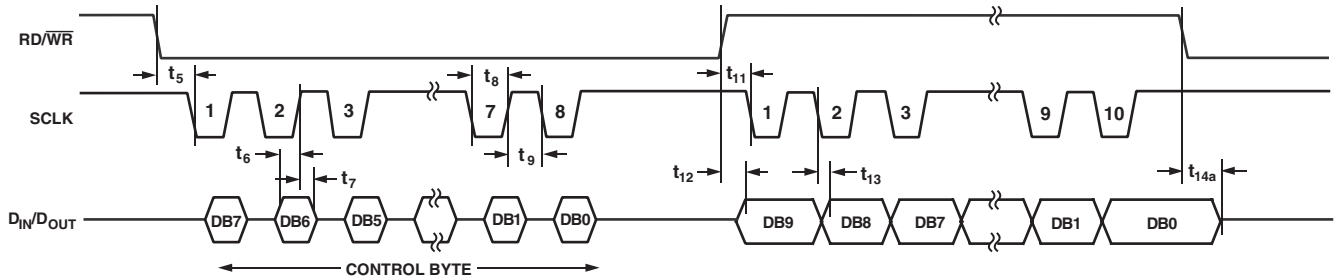 RD/WR
t5
t11
t8
SCLK
1 2 3 7 8 1 2 3 9 10
t6
t7
t9
t12
t13
t14a
DIN/DOUT
DB7 DB6 DB5 DB1 DB0 DB9 DB8 DB7 DB1 DB0
CONTROL BYTE